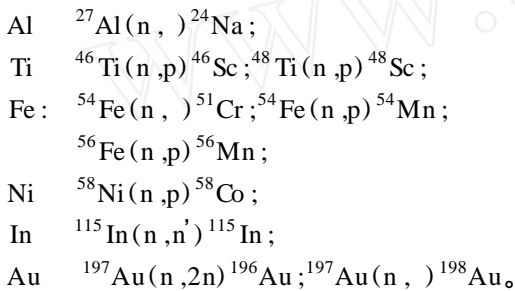 Al ²⁷Al(n, )²⁴Na;
Ti ⁴⁶Ti(n,p)⁴⁶Sc;⁴⁸Ti(n,p)⁴⁸Sc;
Fe: ⁵⁴Fe(n, )⁵¹Cr;⁵⁴Fe(n,p)⁵⁴Mn;
⁵⁶Fe(n,p)⁵⁶Mn;
Ni ⁵⁸Ni(n,p)⁵⁸Co;
In ¹¹⁵In(n,n')¹¹⁵In;
Au ¹⁹⁷Au(n,2n)¹⁹⁶Au;¹⁹⁷Au(n, )¹⁹⁸Au。